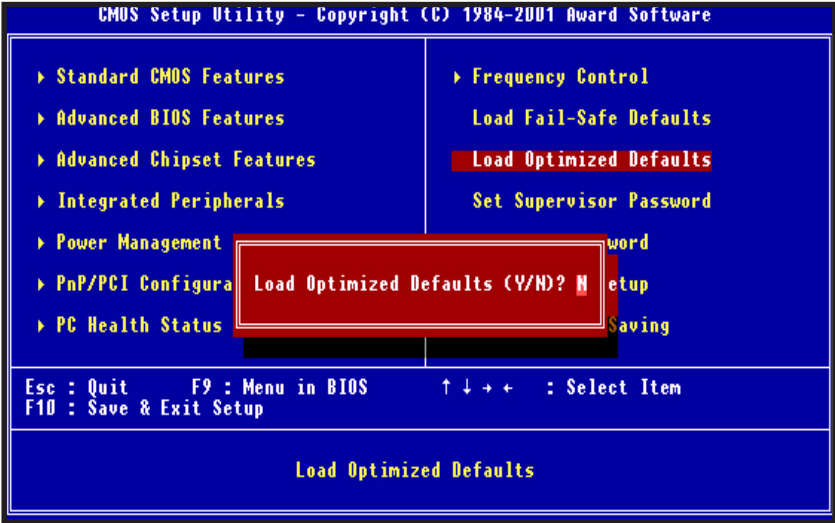 CMOS Setup Utility - Copyright (C) 1984-2001 Award Software
Standard CMOS Features
Advanced BIOS Features
Advanced Chipset Features
Integrated Peripherals
Power Management
PnP/PCI Configura
PC Health Status
Frequency Control
Load Fail-Safe Defaults
Load Optimized Defaults
Set Supervisor Password
word
etup
Saving
Load Optimized Defaults (Y/N)? N
Esc : Quit F9 : Menu in BIOS ↑ ↓ → ← : Select Item
F10 : Save & Exit Setup
Load Optimized Defaults